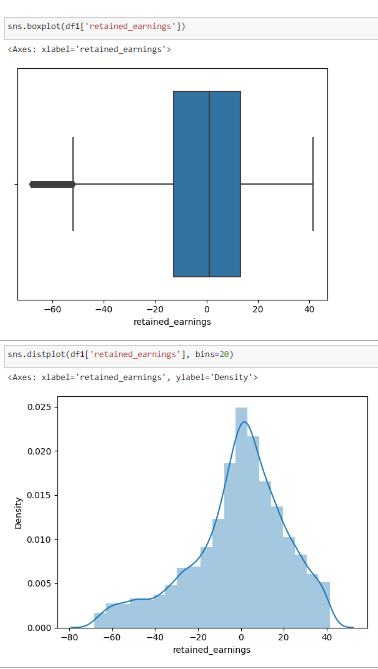 sns.boxplot(df1['retained_earnings'])
<Axes: xlabel='retained_earnings'>
−60 −40 −20 0 20 40
retained_earnings
sns.distplot(df1['retained_earnings'], bins=20)
<Axes: xlabel='retained_earnings', ylabel='Density'>
0.025
0.020
0.015
0.010
0.005
0.000
Density
−80 −60 −40 −20 0 20 40
retained_earnings